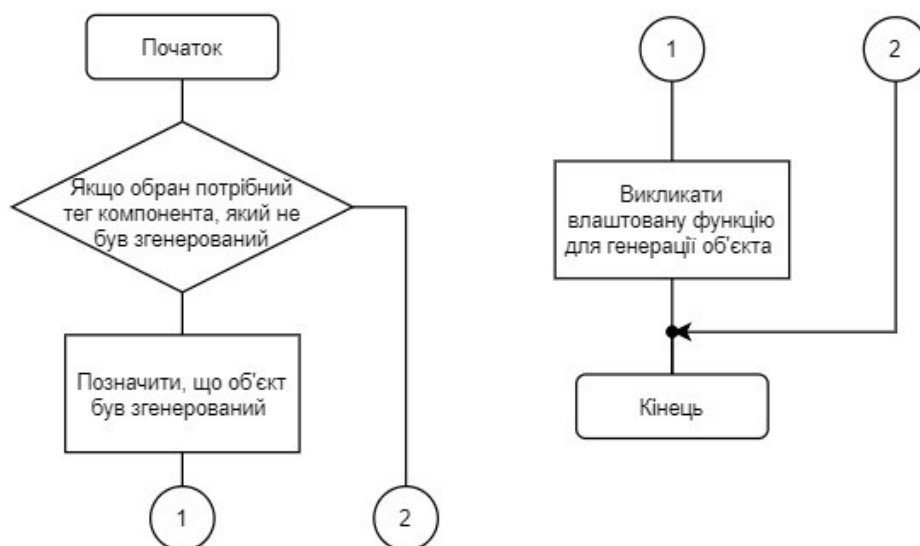 Початок
Якщо обран потрібний
тег компонента, який не
був згенерований
Позначити, що об'єкт
був згенерований
1
2
1
2
Викликати
влаштовану функцію
для генерації об'єкта
Кінець